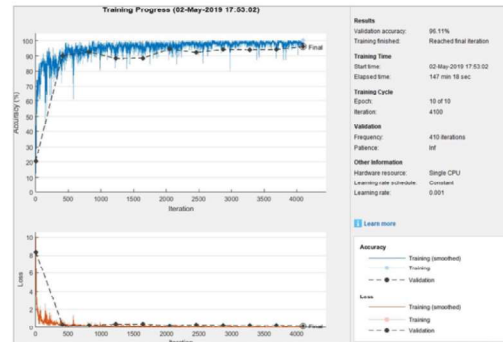 Training Progress (02-May-2019 17:53:02)
Accuracy (%)
100
90
80
70
60
50
40
30
20
10
0
Final
0 500 1000 1500 2000 2500 3000 3500 4000
Iteration
Loss
10
8
6
4
2
0
Final
0 500 1000 1500 2000 2500 3000 3500 4000
Iteration
Results
Validation accuracy: 96.11%
Training finished: Reached final iteration
Training Time
Start time: 02-May-2019 17:53:02
Elapsed time: 147 min 18 sec
Training Cycle
Epoch: 10 of 10
Iteration: 4100
Validation
Frequency: 410 iterations
Patience: Inf
Other Information
Hardware resource: Single CPU
Learning rate schedule: Constant
Learning rate: 0.001
Learn more
Accuracy
Training (smoothed)
Training
Validation
Loss
Training (smoothed)
Training
Validation